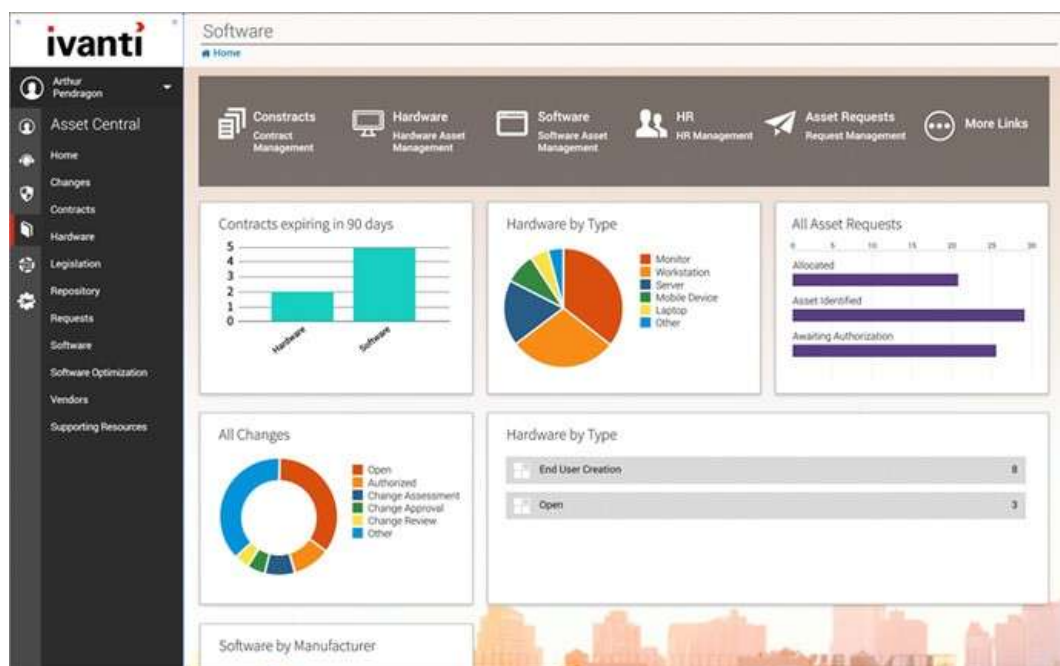 ivanti
Arthur
Pendragon
Asset Central
Home
Changes
Contracts
Hardware
Legislation
Repository
Requests
Software
Software Optimization
Vendors
Supporting Resources
Software
Home
Constracts
Contract
Management
Hardware
Hardware Asset
Management
Software
Software Asset
Management
HR
HR Management
Asset Requests
Request Management
More Links
Contracts expiring in 90 days
5
4
3
2
1
0
Hardware
Software
Hardware by Type
Monitor
Workstation
Server
Mobile Device
Laptop
Other
All Asset Requests
0 5 10 15 20 25 30
Allocated
Asset Identified
Awaiting Authorization
All Changes
Open
Authorized
Change Assessment
Change Approval
Change Review
Other
Hardware by Type
End User Creation 8
Open 3
Software by Manufacturer